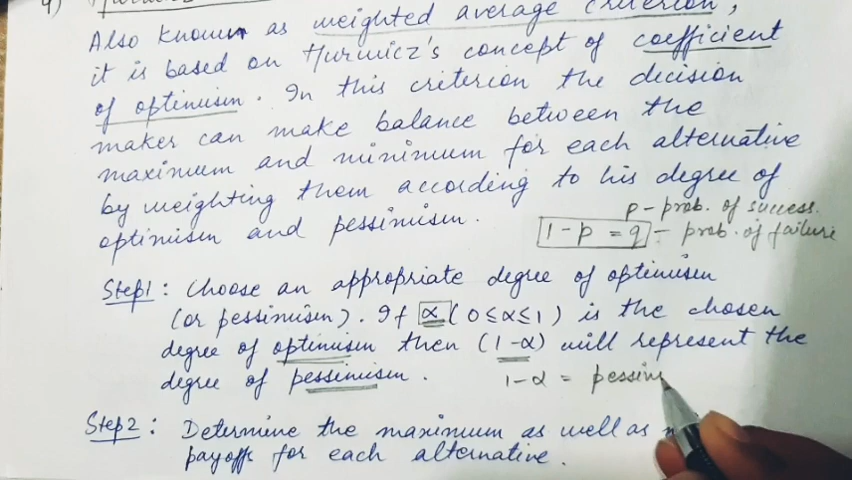 4) Hurwicz
Also known as weighted average criterion,
it is based on Hurwicz's concept of coefficient
of optimism. In this criterion the decision
maker can make balance between the
maximum and minimum for each alternative
by weighting them according to his degree of
optimism and pessimism.
p - prob. of success.
1 - p = q - prob. of failure
Step1 : Choose an appropriate degree of optimism
(or pessimism). If α (0≤α≤1) is the chosen
degree of optimism then (1-α) will represent the
degree of pessimism.
1-α = pessim
Step2 : Determine the maximum as well as
payoff for each alternative.